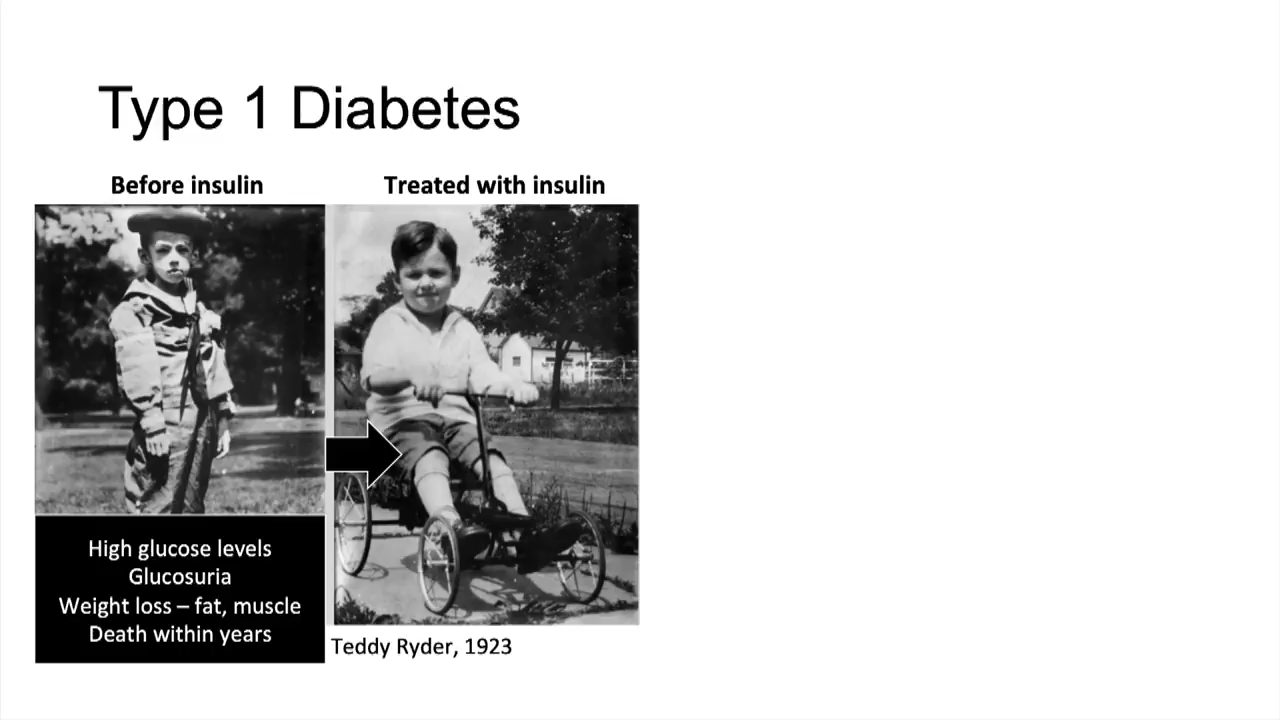 Type 1 Diabetes
Before insulin
Treated with insulin
High glucose levels
Glucosuria
Weight loss – fat, muscle
Death within years
Teddy Ryder, 1923